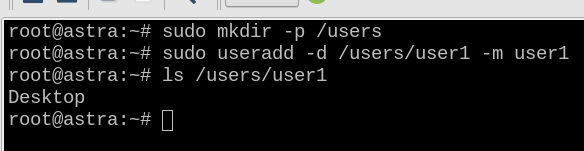 root@astra:~# sudo mkdir -p /users
root@astra:~# sudo useradd -d /users/user1 -m user1
root@astra:~# ls /users/user1
Desktop
root@astra:~#